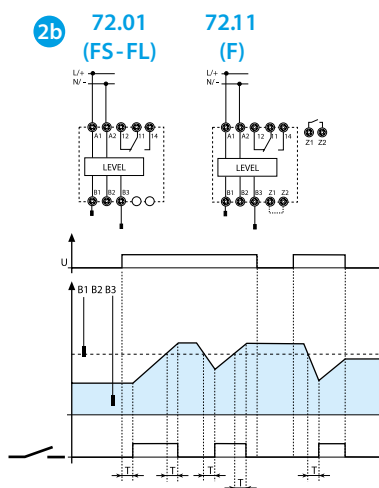 2b
72.01 72.11
(FS-FL) (F)
L/+ L/+
N/- N/-
A1 A2 12 11 14 A1 A2 12 11 14
Z1 Z2
LEVEL LEVEL
B1 B2 B3 B1 B2 B3 Z1 Z2
U
B1 B2 B3
T T T T
T